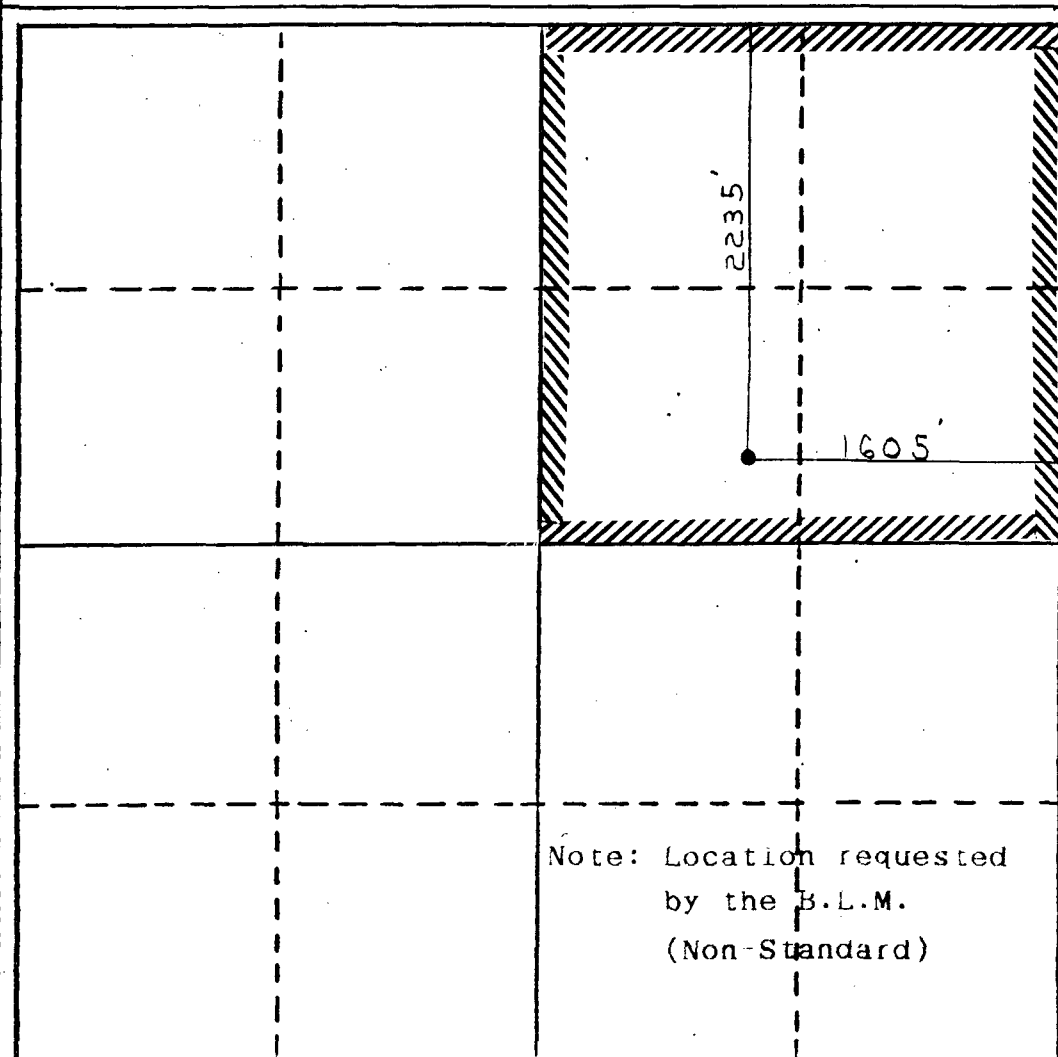 2235'
1605'
Note: Location requested
by the B.L.M.
(Non-Standard)